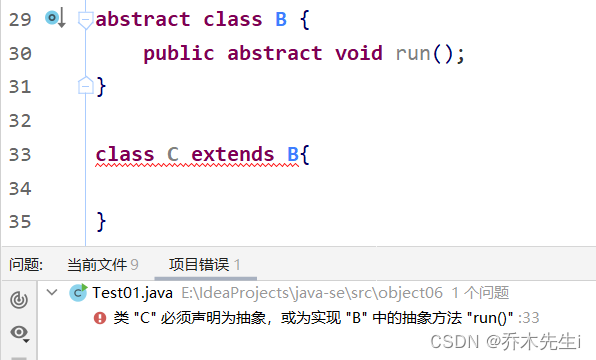 29 abstract class B {
30 public abstract void run();
31 }
32
33 class C extends B{
34
35 }
问题: 当前文件 9 项目错误 1
Test01.java E:\IdeaProjects\java-se\src\object06 1 个问题
类 "C" 必须声明为抽象，或为实现 "B" 中的抽象方法 "run()" :33
CSDN @乔木先生i